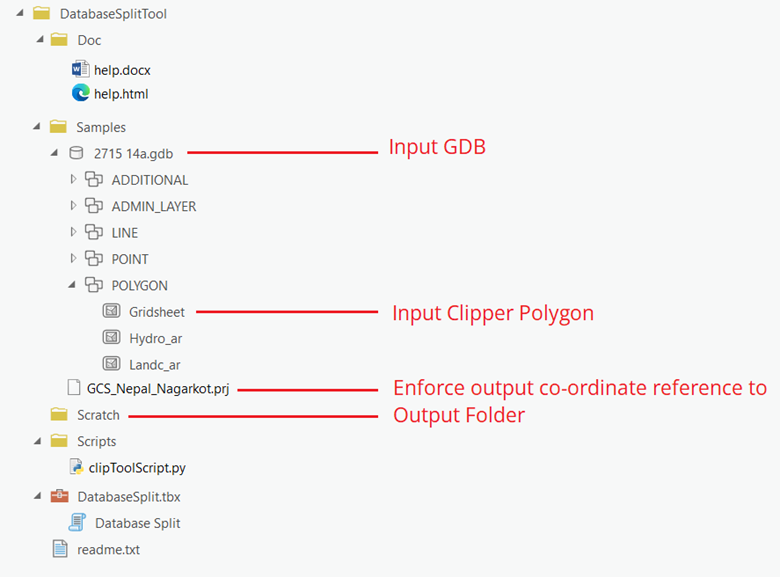 DatabaseSplitTool
Doc
help.docx
help.html
Samples
2715 14a.gdb Input GDB
ADDITIONAL
ADMIN_LAYER
LINE
POINT
POLYGON
Gridsheet Input Clipper Polygon
Hydro_ar
Landc_ar
GCS_Nepal_Nagarkot.prj Enforce output co-ordinate reference to
Scratch Output Folder
Scripts
clipToolScript.py
DatabaseSplit.tbx
Database Split
readme.txt